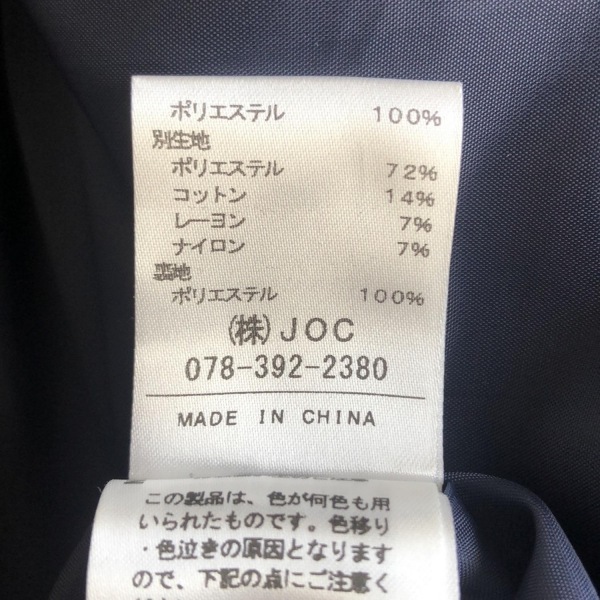 ポリエステル 100%
別生地
ポリエステル 72%
コットン 14%
レーヨン 7%
ナイロン 7%
裏地
ポリエステル 100%
(株)JOC
078-392-2380
MADE IN CHINA
この製品は、色が何色も用
いられたものです。色移り
・色泣きの原因となります
ので、下記の点にご注意く